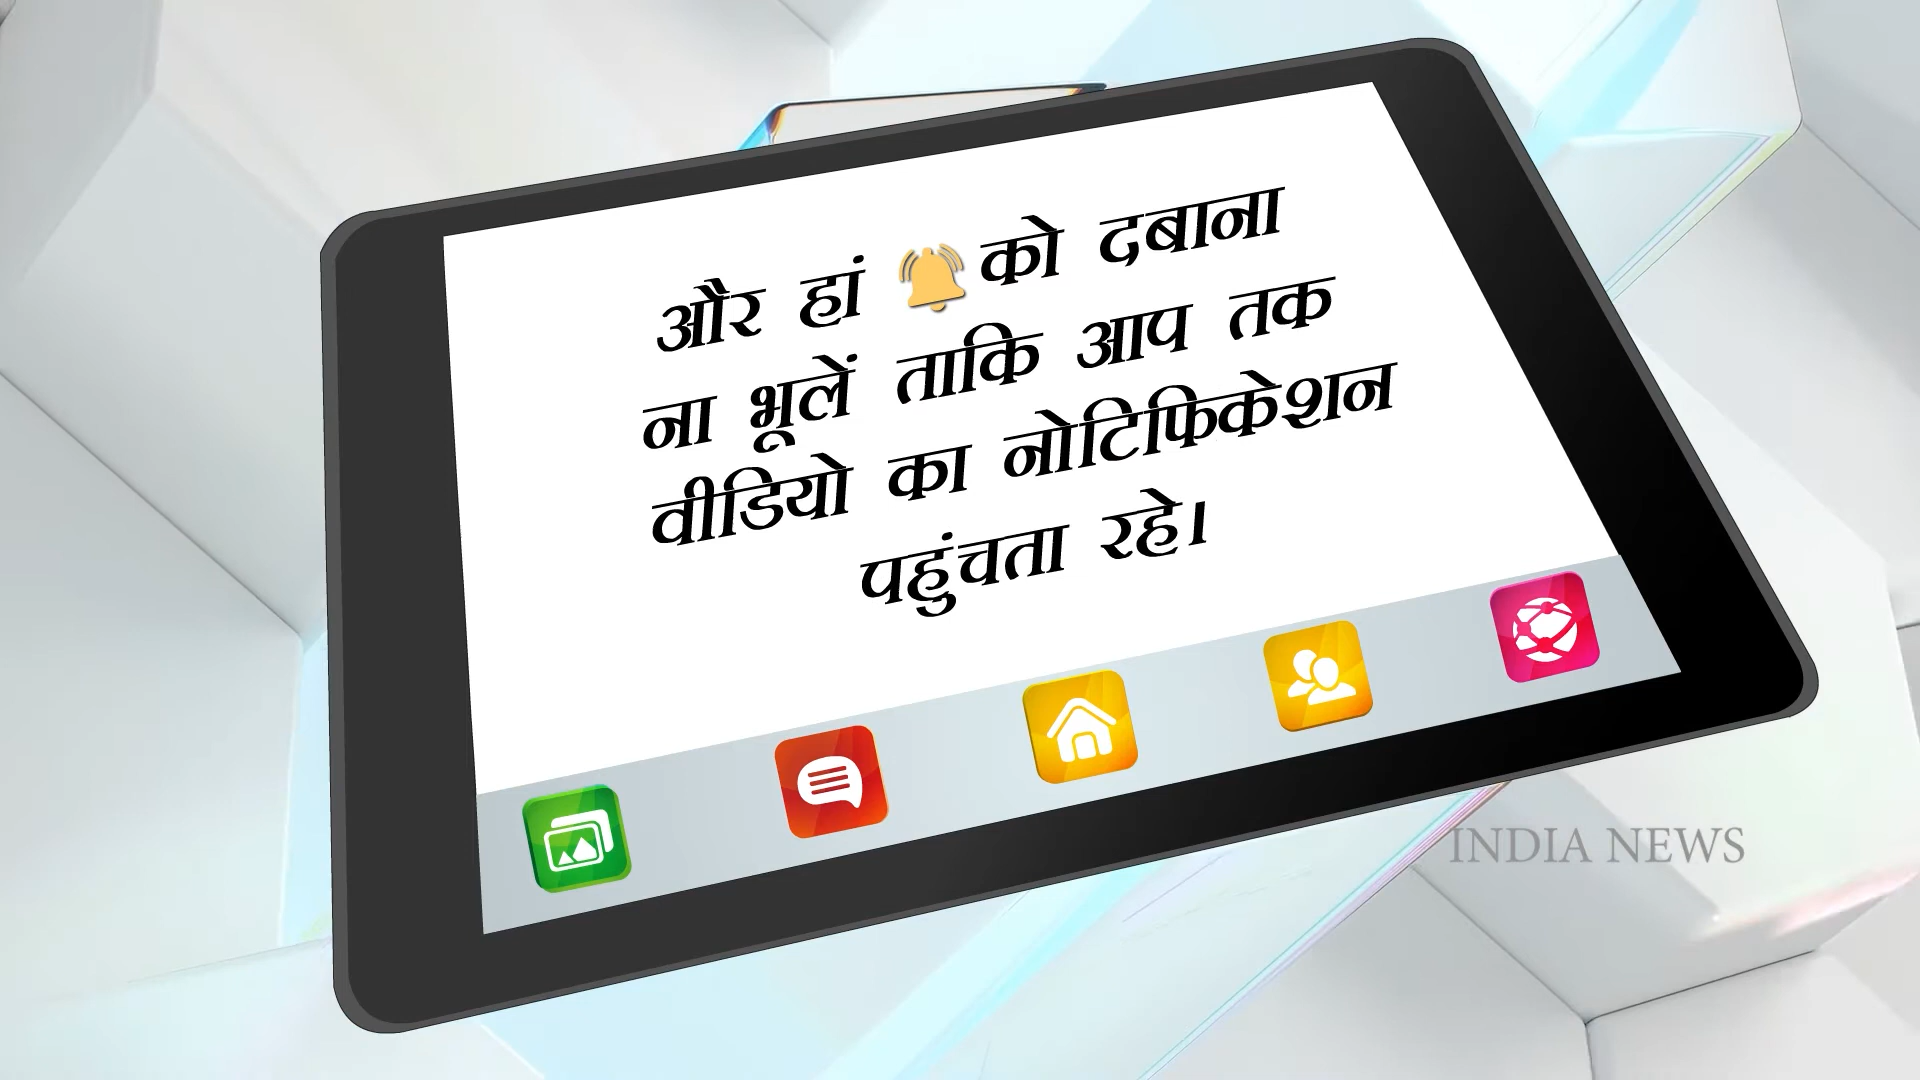 और हां 🔔 को दबाना
ना भूलें ताकि आप तक
वीडियो का नोटिफिकेशन
पहुंचता रहे।
INDIA NEWS